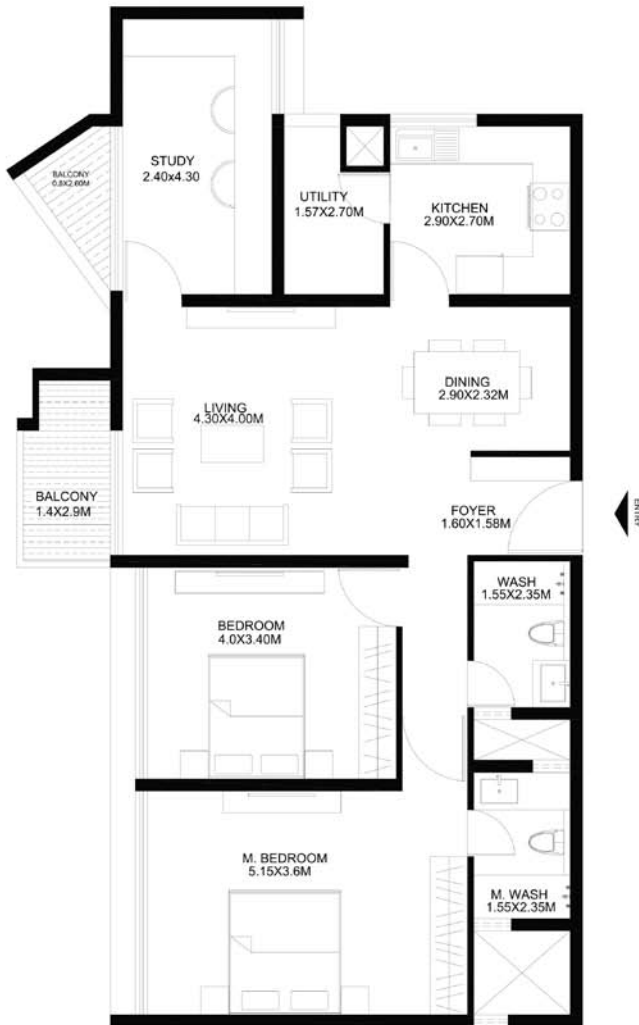 STUDY
2.40x4.30
BALCONY
0.8X2.60M
UTILITY
1.57X2.70M
KITCHEN
2.90X2.70M
DINING
2.90X2.32M
LIVING
4.30X4.00M
BALCONY
1.4X2.9M
FOYER
1.60X1.58M
ENTRY
WASH
1.55X2.35M
BEDROOM
4.0X3.40M
M. BEDROOM
5.15X3.6M
M. WASH
1.55X2.35M